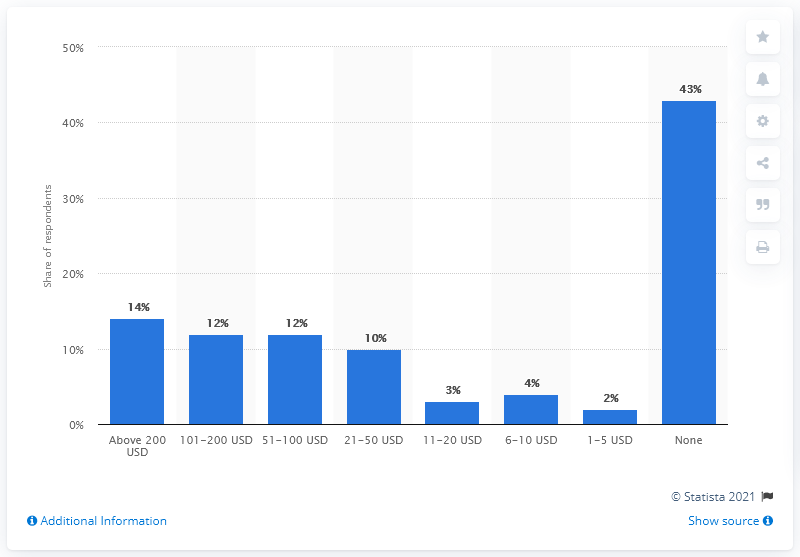 50%
40%
30%
20%
10%
0%
Share of respondents
14%
12%
12%
10%
3%
4%
2%
43%
Above 200
USD
101-200 USD
51-100 USD
21-50 USD
11-20 USD
6-10 USD
1-5 USD
None
© Statista 2021
Additional Information
Show source